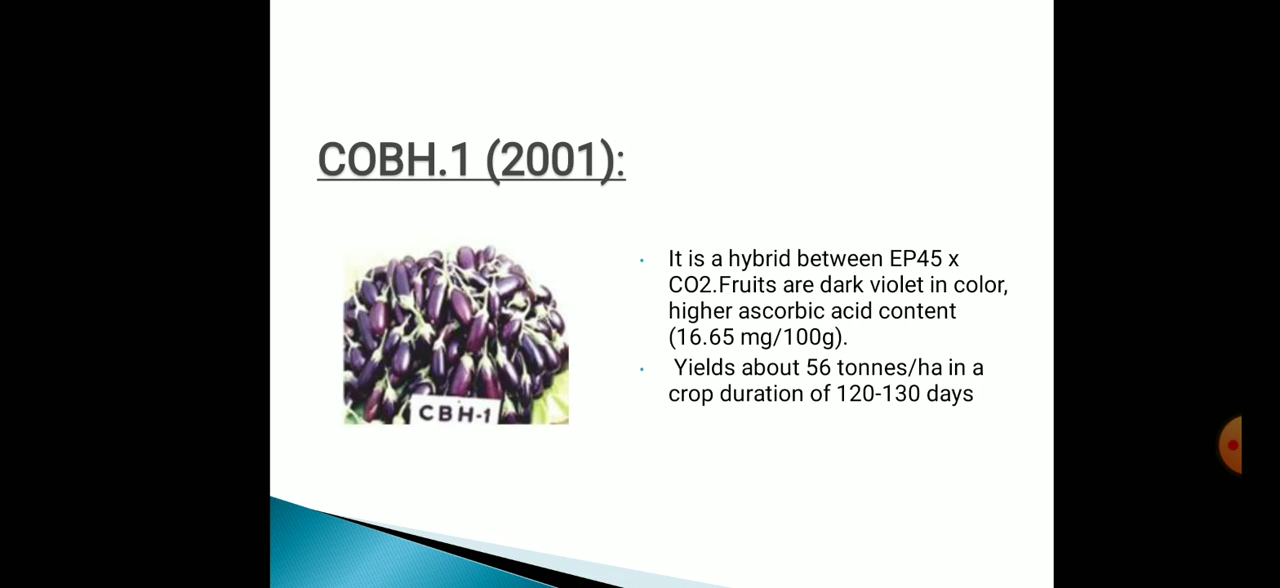 COBH.1 (2001):
It is a hybrid between EP45 x
CO2.Fruits are dark violet in color,
higher ascorbic acid content
(16.65 mg/100g).
Yields about 56 tonnes/ha in a
crop duration of 120-130 days
CBH-1